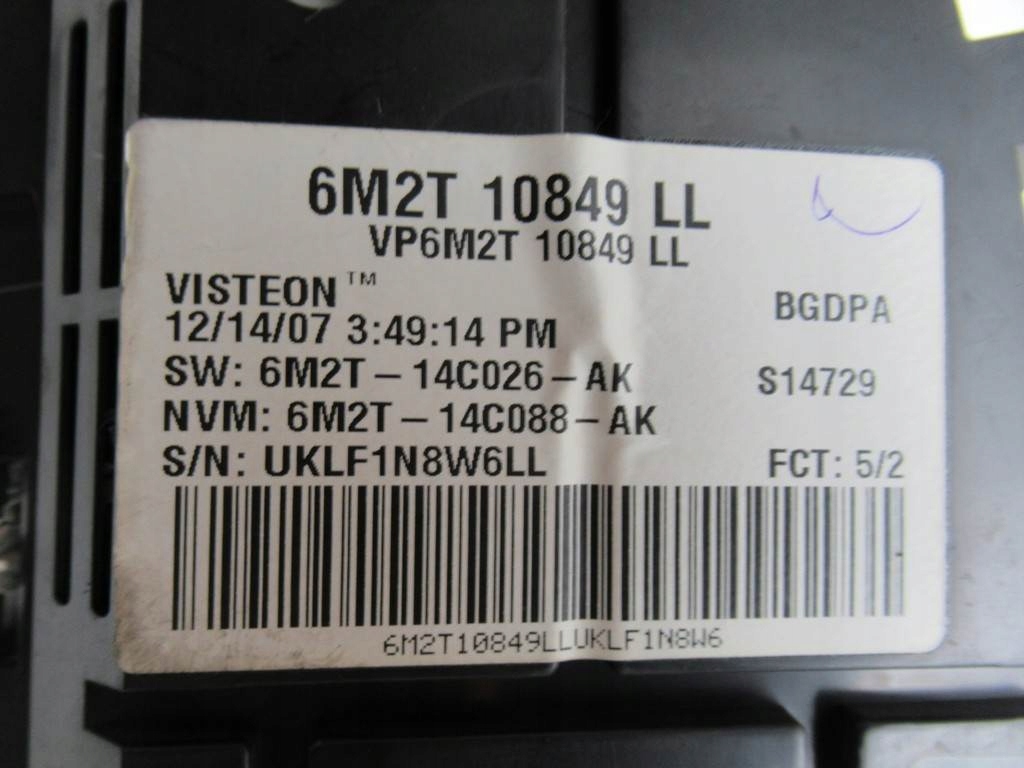 6M2T 10849 LL
VP6M2T 10849 LL
VISTEON™
BGDPA
12/14/07 3:49:14 PM
SW: 6M2T-14C026-AK
S14729
NVM: 6M2T-14C088-AK
S/N: UKLF1N8W6LL
FCT: 5/2
6M2T10849LLUKLF1N8W6